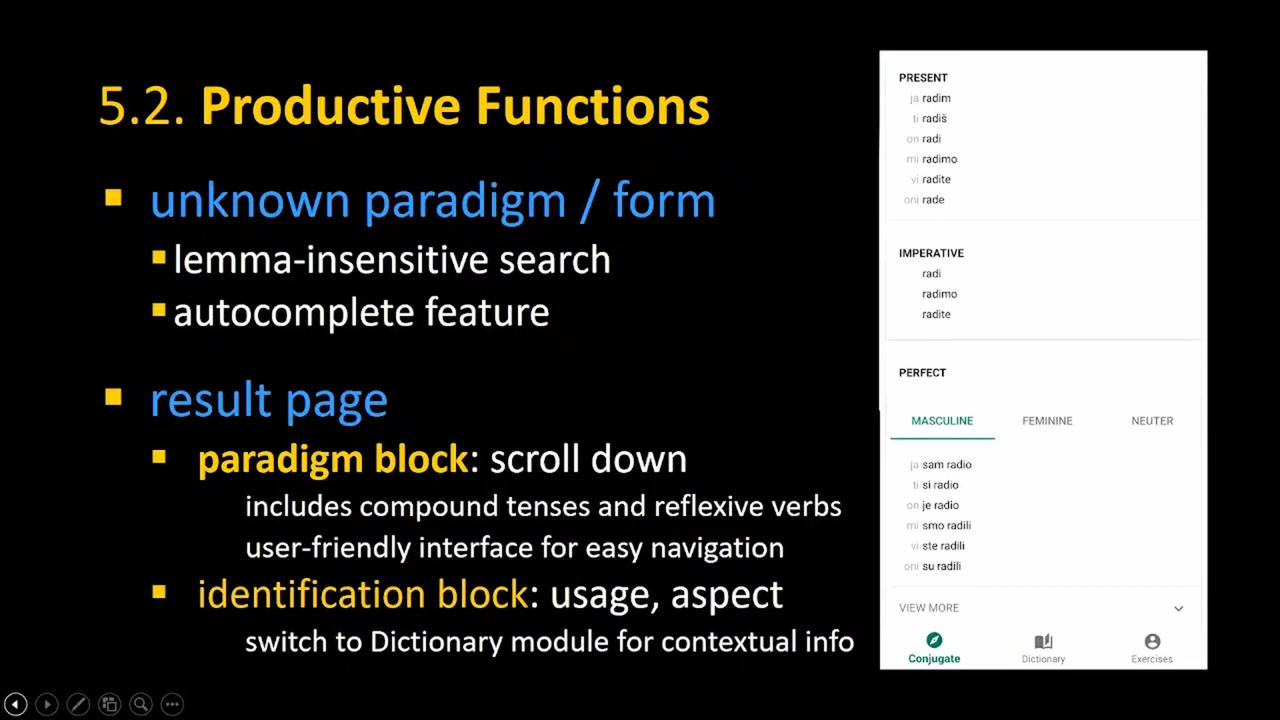 5.2. Productive Functions
unknown paradigm / form
lemma-insensitive search
autocomplete feature
result page
paradigm block: scroll down
includes compound tenses and reflexive verbs
user-friendly interface for easy navigation
identification block: usage, aspect
switch to Dictionary module for contextual info
PRESENT
ja radim
ti radiš
on radi
mi radimo
vi radite
oni rade
IMPERATIVE
radi
radimo
radite
PERFECT
MASCULINE FEMININE NEUTER
ja sam radio
ti si radio
on je radio
mi smo radili
vi ste radili
oni su radili
VIEW MORE
Conjugate Dictionary Exercises